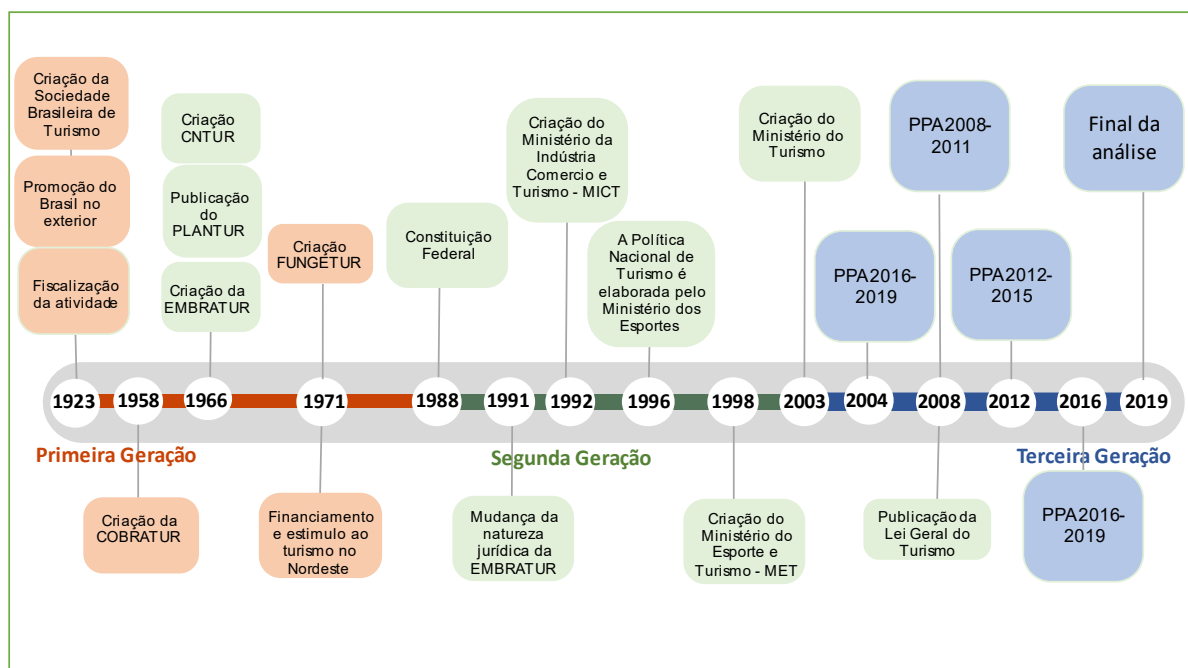 Criação da
Sociedade
Brasileira de
Turismo
Promoção do
Brasil no
exterior
Fiscalização
da atividade
Criação
CNTUR
Publicação
do
PLANTUR
Criação da
EMBRATUR
Criação
FUNGETUR
Constituição
Federal
Criação do
Ministério da
Indústria
Comercio e
Turismo - MICT
A Política
Nacional de
Turismo é
elaborada pelo
Ministério dos
Esportes
Criação do
Ministério do
Turismo
PPA2016-
2019
PPA2008-
2011
PPA2012-
2015
Final da
análise
1923
1958
1966
1971
1988
1991
1992
1996
1998
2003
2004
2008
2012
2016
2019
Primeira Geração
Segunda Geração
Terceira Geração
Criação da
COBRATUR
Financiamento
e estimulo ao
turismo no
Nordeste
Mudança da
natureza
jurídica da
EMBRATUR
Criação do
Ministério do
Esporte e
Turismo - MET
Publicação da
Lei Geral do
Turismo
PPA2016-
2019